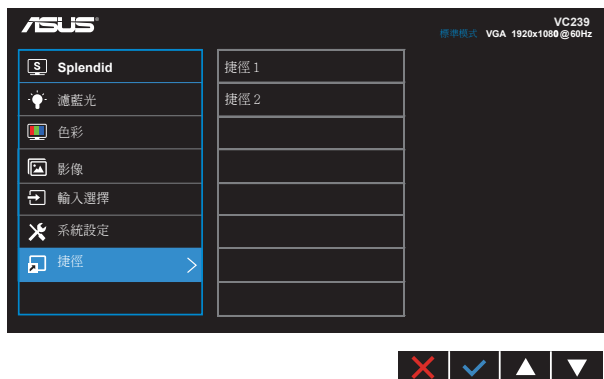 ASUS
VC239
標準模式 VGA 1920x1080@60Hz
S Splendid
濾藍光
色彩
影像
輸入選擇
系統設定
捷徑
捷徑 1
捷徑 2